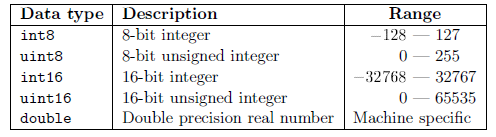 Data type Description Range
int8 8-bit integer −128 — 127
uint8 8-bit unsigned integer 0 — 255
int16 16-bit integer −32768 — 32767
uint16 16-bit unsigned integer 0 — 65535
double Double precision real number Machine specific